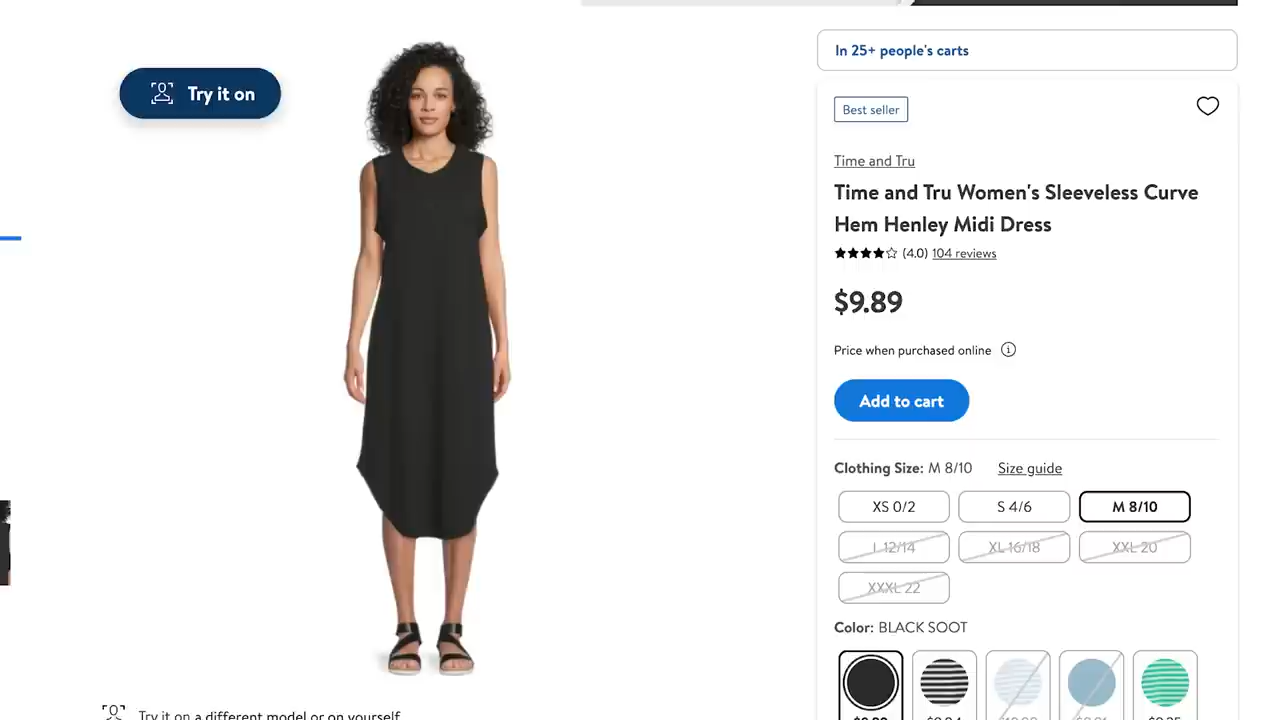 In 25+ people's carts
Try it on
Best seller
Time and Tru
Time and Tru Women's Sleeveless Curve
Hem Henley Midi Dress
(4.0) 104 reviews
$9.89
Price when purchased online
Add to cart
Clothing Size: M 8/10 Size guide
XS 0/2 S 4/6 M 8/10
L 12/14 XL 16/18 XXL 20
XXXL 22
Color: BLACK SOOT
Try it on a different model or on yourself